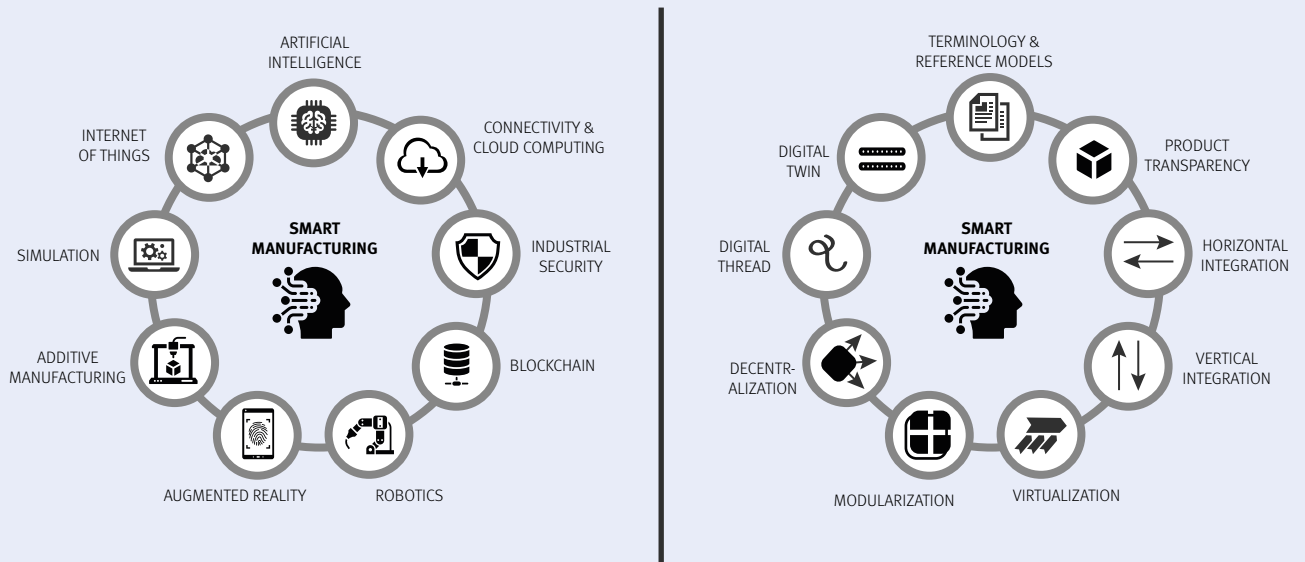 ARTIFICIAL
INTELLIGENCE
CONNECTIVITY &
CLOUD COMPUTING
INDUSTRIAL
SECURITY
BLOCKCHAIN
ROBOTICS
AUGMENTED REALITY
ADDITIVE
MANUFACTURING
SIMULATION
INTERNET
OF THINGS
SMART
MANUFACTURING
TERMINOLOGY &
REFERENCE MODELS
PRODUCT
TRANSPARENCY
HORIZONTAL
INTEGRATION
VERTICAL
INTEGRATION
VIRTUALIZATION
MODULARIZATION
DECENTR-
ALIZATION
DIGITAL
THREAD
DIGITAL
TWIN
SMART
MANUFACTURING